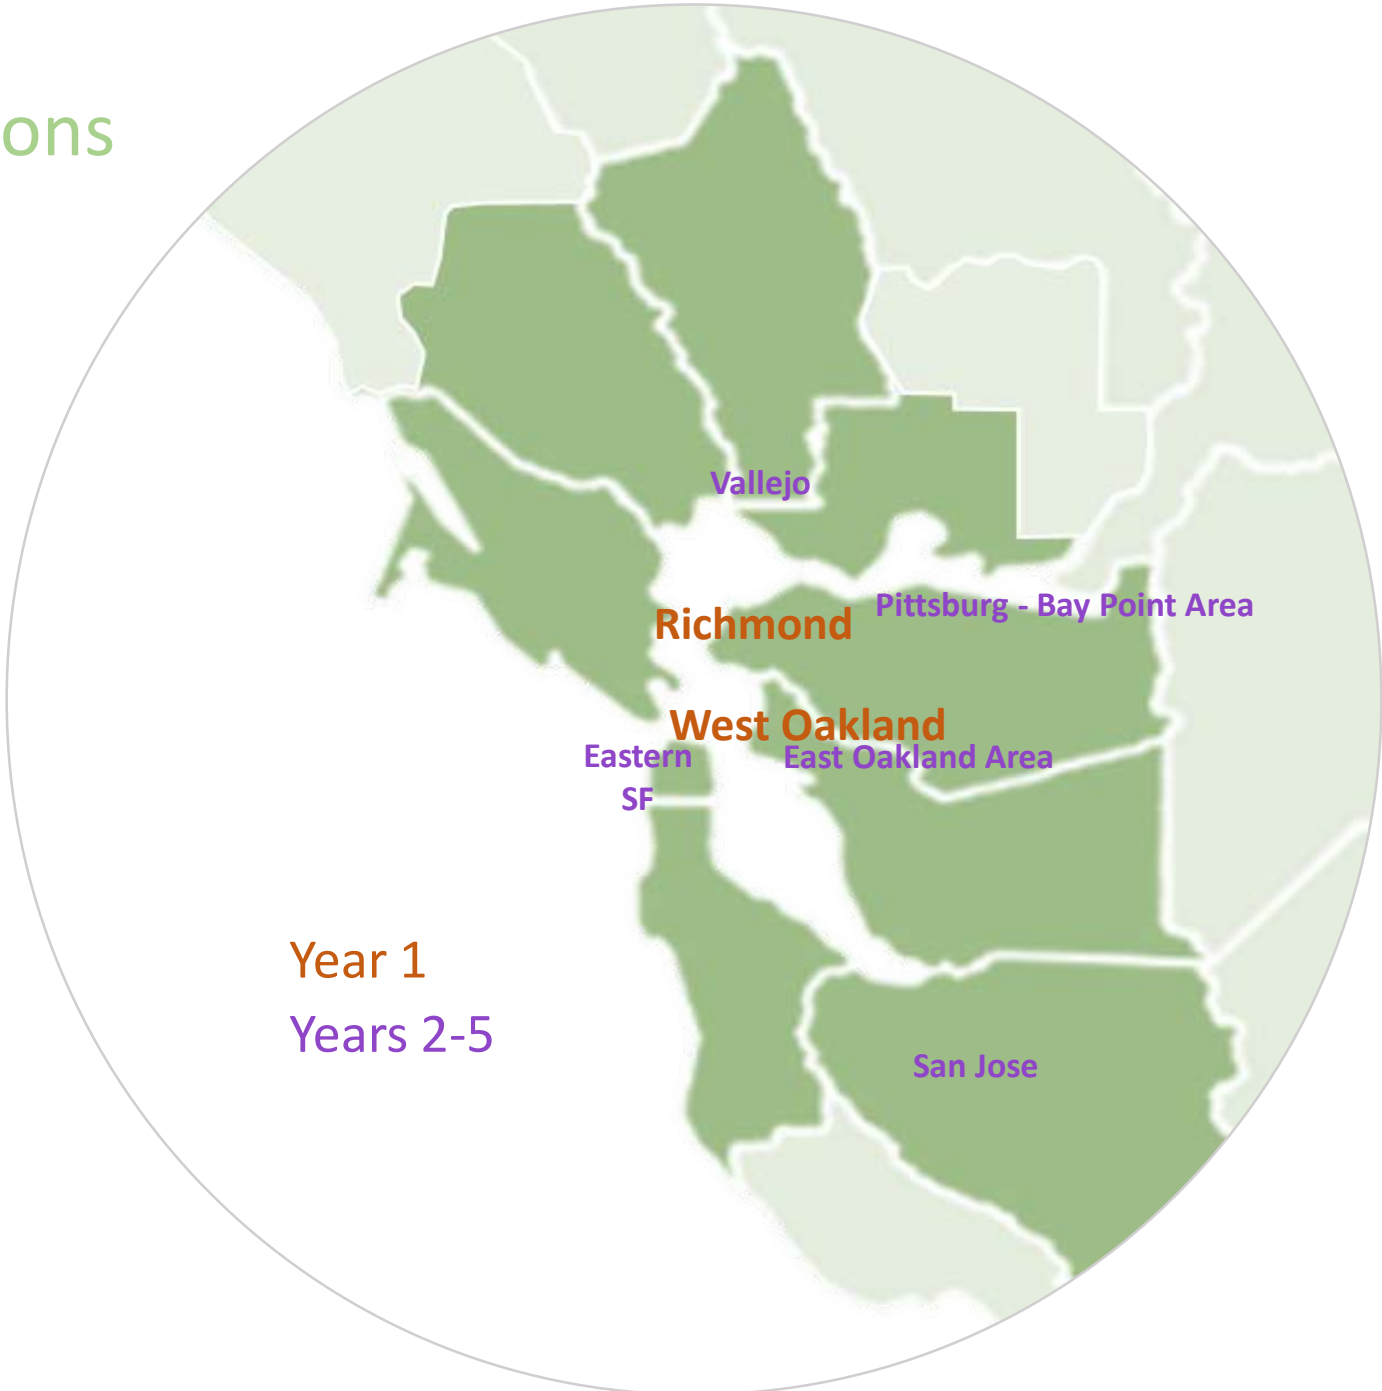 ons
Vallejo
Pittsburg - Bay Point Area
Richmond
West Oakland
Eastern
SF
East Oakland Area
Year 1
Years 2-5
San Jose